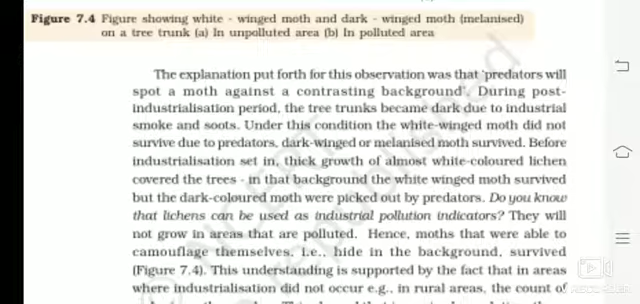 Figure 7.4 Figure showing white - winged moth and dark - winged moth (melanised)
on a tree trunk (a) In unpolluted area (b) In polluted area
The explanation put forth for this observation was that 'predators will
spot a moth against a contrasting background'. During post-
industrialisation period, the tree trunks became dark due to industrial
smoke and soots. Under this condition the white-winged moth did not
survive due to predators, dark-winged or melanised moth survived. Before
industrialisation set in, thick growth of almost white-coloured lichen
covered the trees - in that background the white winged moth survived
but the dark-coloured moth were picked out by predators. Do you know
that lichens can be used as industrial pollution indicators? They will
not grow in areas that are polluted. Hence, moths that were able to
camouflage themselves, i.e., hide in the background, survived
(Figure 7.4). This understanding is supported by the fact that in areas
where industrialisation did not occur e.g., in rural areas, the count of
RECORDER